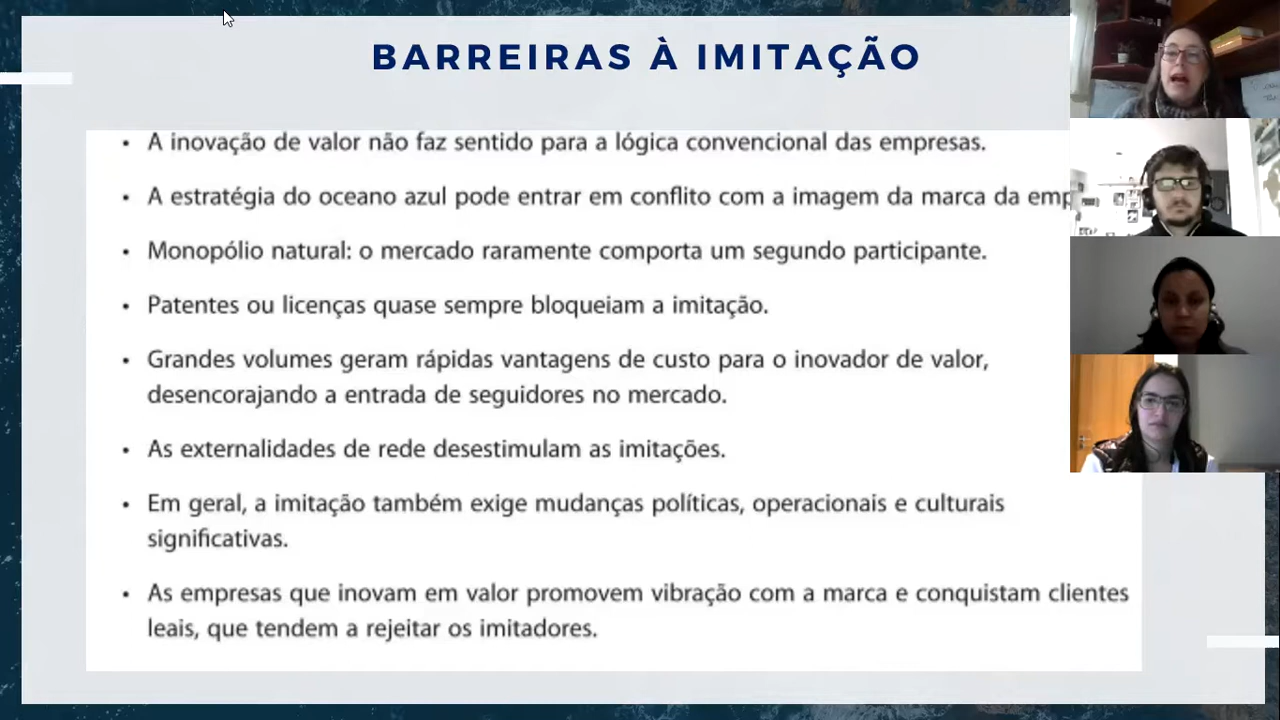 BARREIRAS À IMITAÇÃO
• A inovação de valor não faz sentido para a lógica convencional das empresas.
• A estratégia do oceano azul pode entrar em conflito com a imagem da marca da
• Monopólio natural: o mercado raramente comporta um segundo participante.
• Patentes ou licenças quase sempre bloqueiam a imitação.
• Grandes volumes geram rápidas vantagens de custo para o inovador de valor,
desencorajando a entrada de seguidores no mercado.
• As externalidades de rede desestimulam as imitações.
• Em geral, a imitação também exige mudanças políticas, operacionais e culturais
significativas.
• As empresas que inovam em valor promovem vibração com a marca e conquistam clientes
leais, que tendem a rejeitar os imitadores.